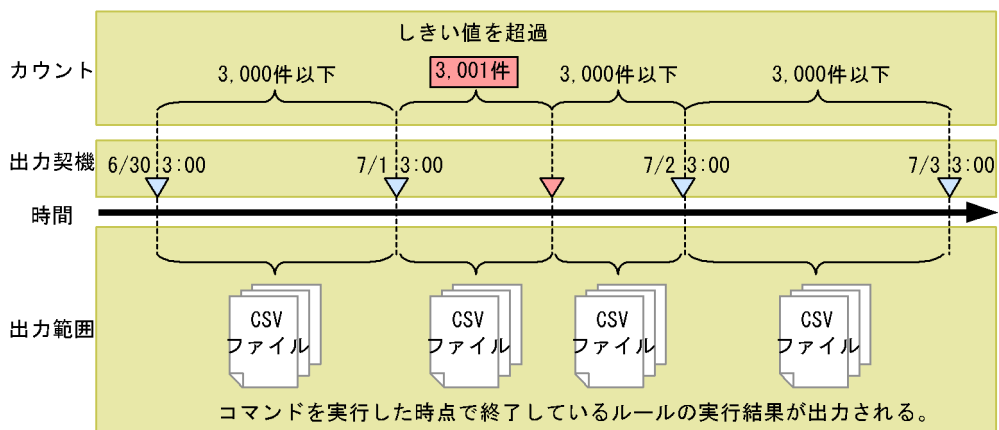 しきい値を超過
カウント
3,000件以下 3,001件 3,000件以下 3,000件以下
出力契機
6/30 3:00 7/1 3:00 7/2 3:00 7/3 3:00
時間
出力範囲
CSV
ファイル
CSV
ファイル
CSV
ファイル
CSV
ファイル
コマンドを実行した時点で終了しているルールの実行結果が出力される。